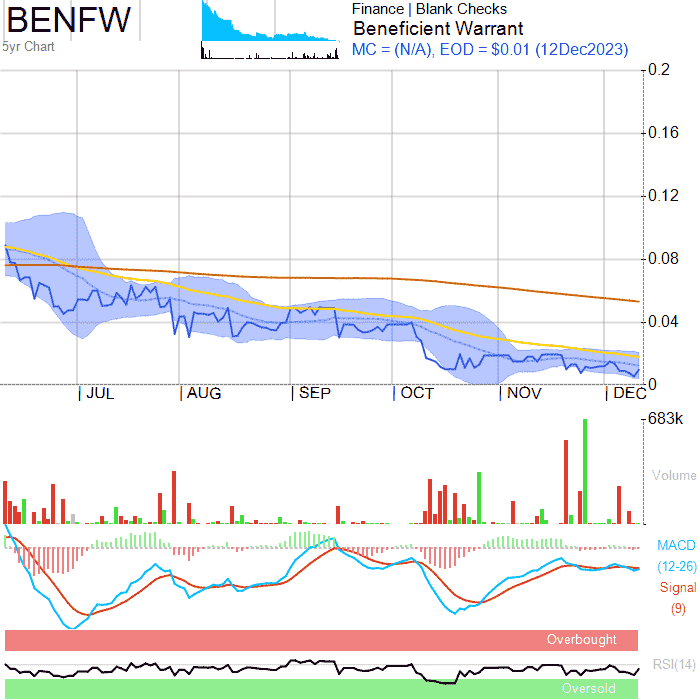 BENFW
5yr Chart
Finance | Blank Checks
Beneficient Warrant
MC = (N/A), EOD = $0.01 (12Dec2023)
0.2
0.16
0.12
0.08
0.04
0
JUL AUG SEP OCT NOV DEC
683k
Volume
MACD
(12-26)
Signal
(9)
Overbought
RSI(14)
Oversold